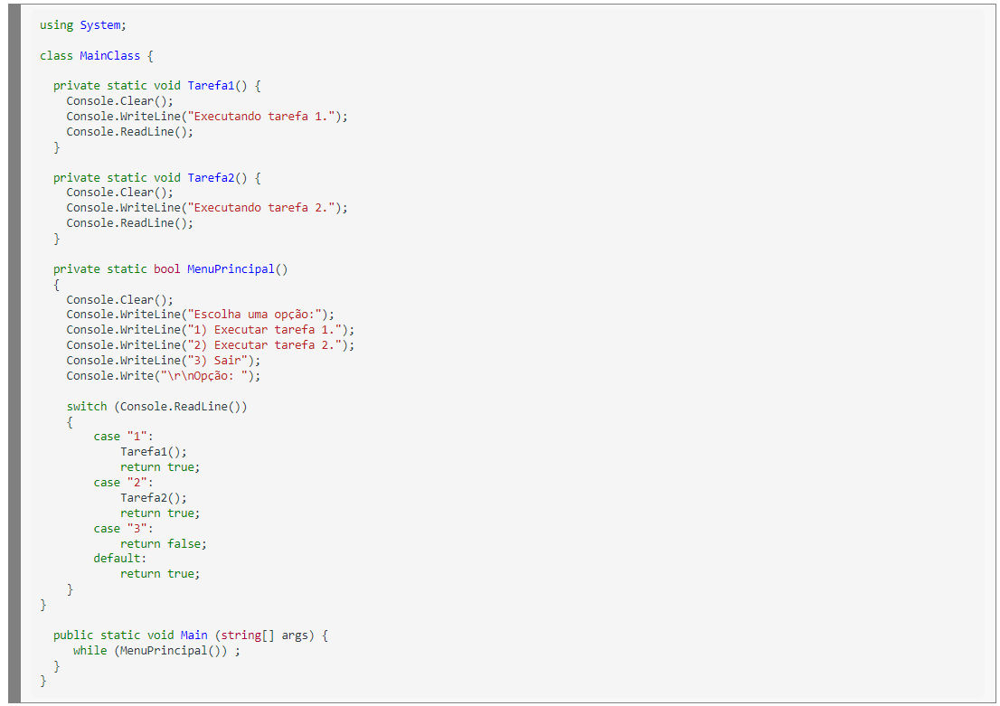 using System;
class MainClass {
private static void Tarefa1() {
Console.Clear();
Console.WriteLine("Executando tarefa 1.");
Console.ReadLine();
}
private static void Tarefa2() {
Console.Clear();
Console.WriteLine("Executando tarefa 2.");
Console.ReadLine();
}
private static bool MenuPrincipal()
{
Console.Clear();
Console.WriteLine("Escolha uma opção:");
Console.WriteLine("1) Executar tarefa 1.");
Console.WriteLine("2) Executar tarefa 2.");
Console.WriteLine("3) Sair");
Console.Write("\r\nOpção: ");
switch (Console.ReadLine())
{
case "1":
Tarefa1();
return true;
case "2":
Tarefa2();
return true;
case "3":
return false;
default:
return true;
}
}
public static void Main (string[] args) {
while (MenuPrincipal()) ;
}
}